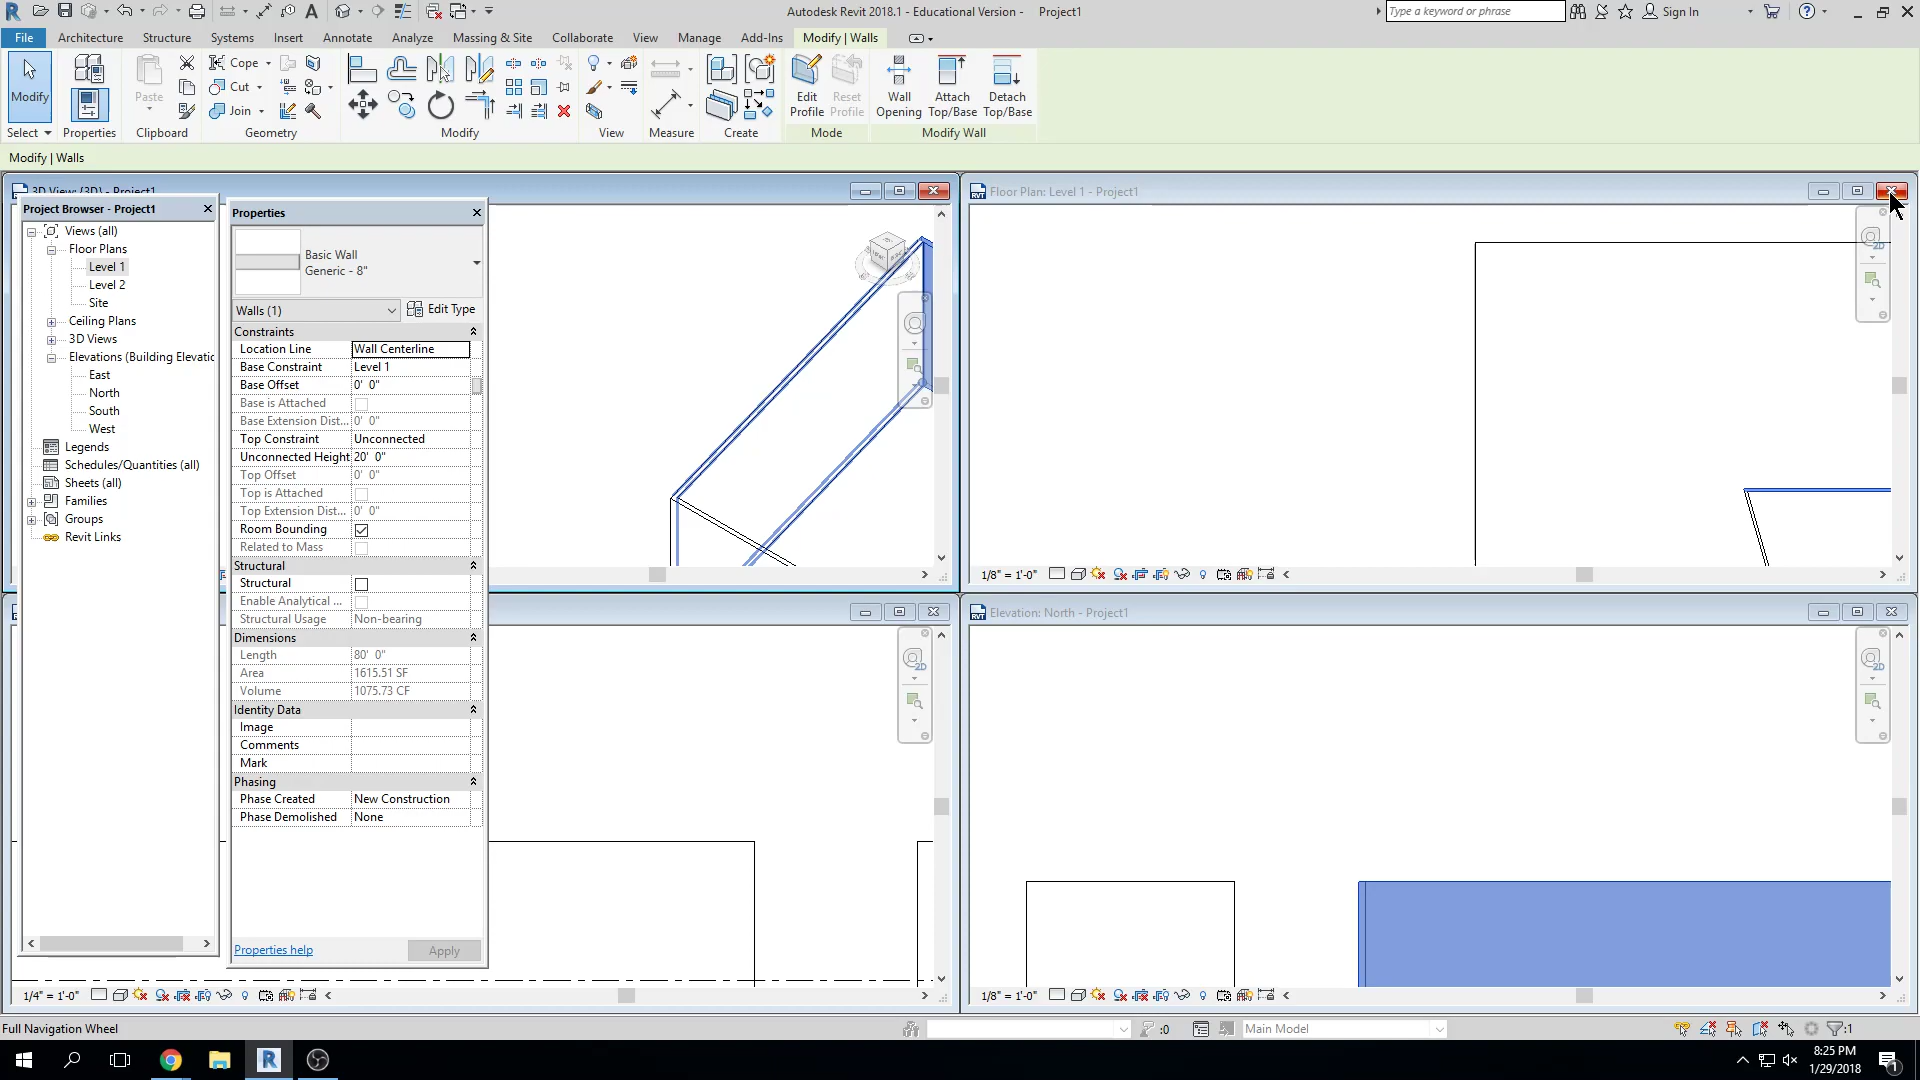 Autodesk Revit 2018.1 - Educational Version - Project1
Type a keyword or phrase
Sign In
File Architecture Structure Systems Insert Annotate Analyze Massing & Site Collaborate View Manage Add-Ins Modify | Walls
Modify
Paste
Cope
Cut
Join
Edit Profile
Reset Profile
Wall Opening
Attach Top/Base
Detach Top/Base
Select Properties Clipboard Geometry Modify View Measure Create Mode Modify Wall
Modify | Walls
3D View: {3D} - Project1
Project Browser - Project1
Views (all)
Floor Plans
Level 1
Level 2
Site
Ceiling Plans
3D Views
Elevations (Building Elevatic
East
North
South
West
Legends
Schedules/Quantities (all)
Sheets (all)
Families
Groups
Revit Links
Properties
Basic Wall
Generic - 8"
Walls (1)
Edit Type
Constraints
Location Line Wall Centerline
Base Constraint Level 1
Base Offset 0' 0"
Base is Attached
Base Extension Dist... 0' 0"
Top Constraint Unconnected
Unconnected Height 20' 0"
Top Offset 0' 0"
Top is Attached
Top Extension Dist... 0' 0"
Room Bounding
Related to Mass
Structural
Structural
Enable Analytical ...
Structural Usage Non-bearing
Dimensions
Length 80' 0"
Area 1615.51 SF
Volume 1075.73 CF
Identity Data
Image
Comments
Mark
Phasing
Phase Created New Construction
Phase Demolished None
Properties help
Apply
Floor Plan: Level 1 - Project1
2D
1/8" = 1'-0"
2D
1/4" = 1'-0"
Elevation: North - Project1
2D
1/8" = 1'-0"
Full Navigation Wheel
:0
Main Model
:1
8:25 PM
1/29/2018
1